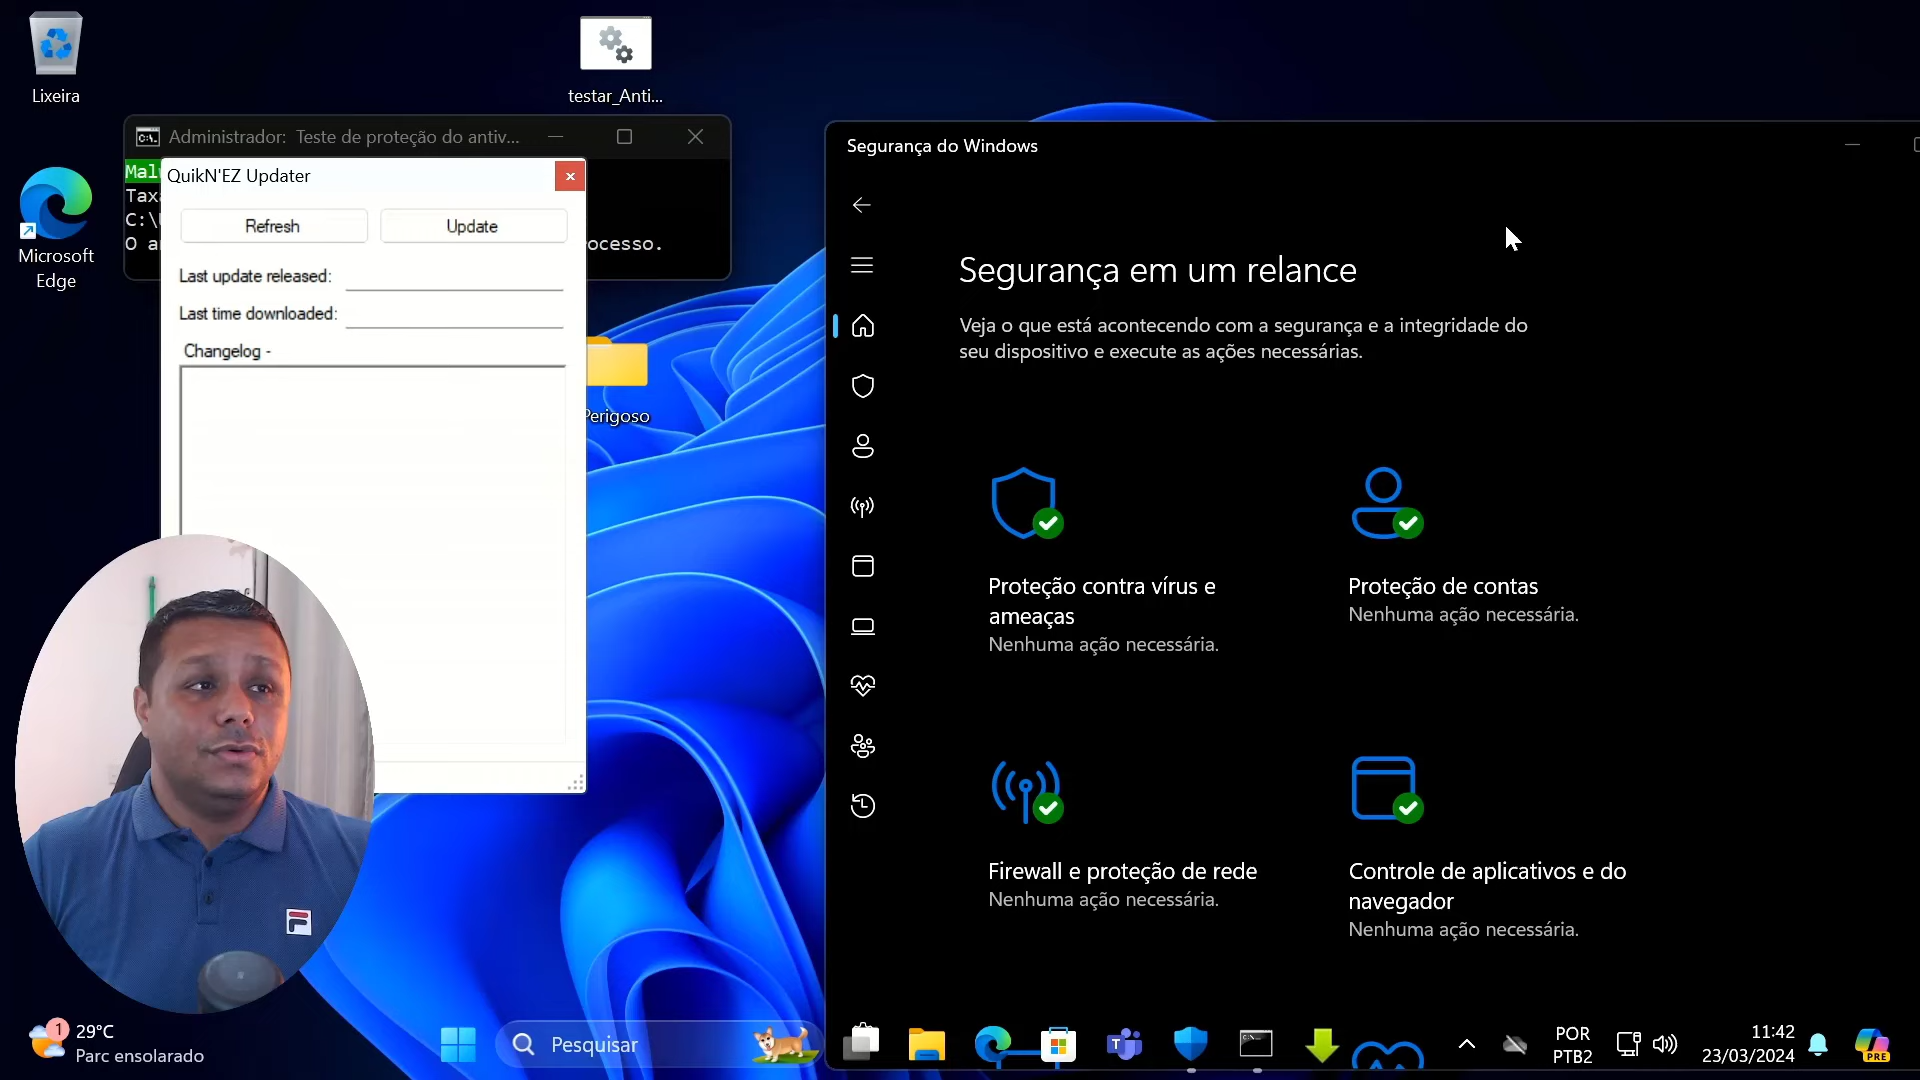 Lixeira
testar_Anti...
Administrador: Teste de proteção do antiv...
Segurança do Windows
QuikN'EZ Updater
Refresh
Update
ocesso.
Last update released:
Last time downloaded:
Changelog -
Microsoft
Edge
Perigoso
Segurança em um relance
Veja o que está acontecendo com a segurança e a integridade do
seu dispositivo e execute as ações necessárias.
Proteção contra vírus e
ameaças
Nenhuma ação necessária.
Proteção de contas
Nenhuma ação necessária.
Firewall e proteção de rede
Nenhuma ação necessária.
Controle de aplicativos e do
navegador
Nenhuma ação necessária.
1
29°C
Parc ensolarado
Pesquisar
POR
PTB2
11:42
23/03/2024
PRE